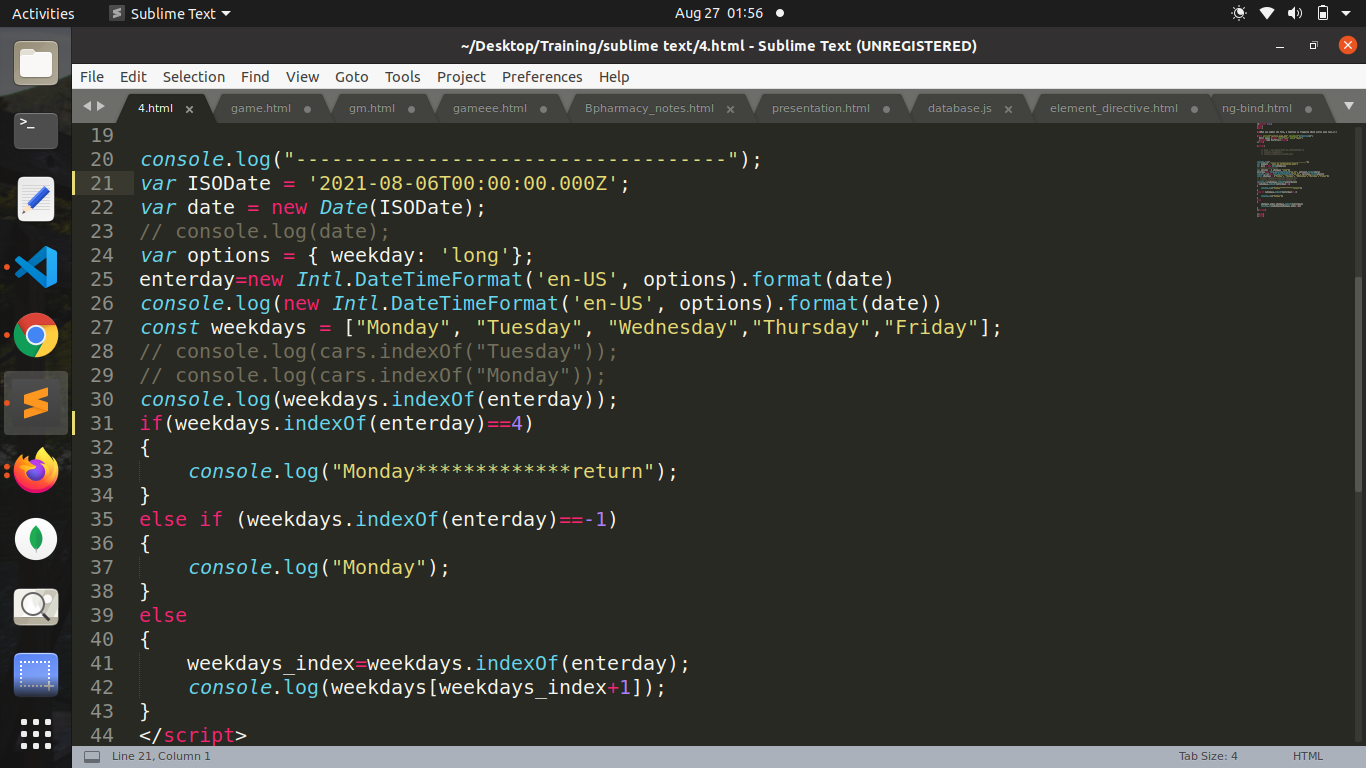 Activities Sublime Text Aug 27 01:56
~/Desktop/Training/sublime text/4.html - Sublime Text (UNREGISTERED)
File Edit Selection Find View Goto Tools Project Preferences Help
4.html game.html gm.html gameee.html Bpharmacy_notes.html presentation.html database.js element_directive.html ng-bind.html
19
20 console.log("------------------------------------");
21 var ISODate = '2021-08-06T00:00:00.000Z';
22 var date = new Date(ISODate);
23 // console.log(date);
24 var options = { weekday: 'long'};
25 enterday=new Intl.DateTimeFormat('en-US', options).format(date)
26 console.log(new Intl.DateTimeFormat('en-US', options).format(date))
27 const weekdays = ["Monday", "Tuesday", "Wednesday","Thursday","Friday"];
28 // console.log(cars.indexOf("Tuesday"));
29 // console.log(cars.indexOf("Monday"));
30 console.log(weekdays.indexOf(enterday));
31 if(weekdays.indexOf(enterday)==4)
32 {
33     console.log("Monday*************return");
34 }
35 else if (weekdays.indexOf(enterday)==-1)
36 {
37     console.log("Monday");
38 }
39 else
40 {
41     weekdays_index=weekdays.indexOf(enterday);
42     console.log(weekdays[weekdays_index+1]);
43 }
44 </script>
Line 21, Column 1 Tab Size: 4 HTML